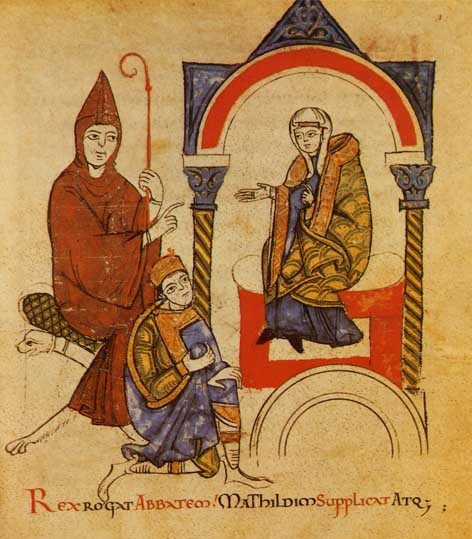 Rex rogat Abbatem! Mathildim Supplicat Atq; ;